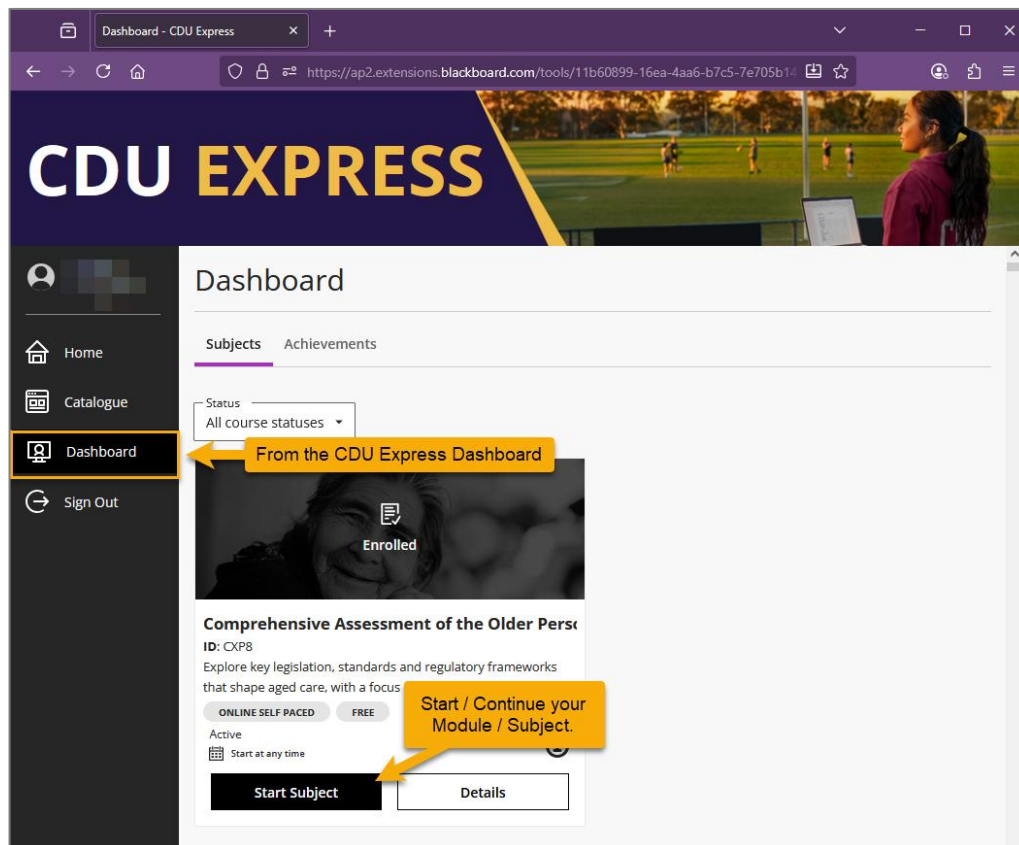 Dashboard - CDU Express
https://ap2.extensions.blackboard.com/tools/11b60899-16ea-4aa6-b7c5-7e705b14
CDU EXPRESS
Dashboard
Subjects Achievements
Home
Catalogue
Dashboard
Sign Out
Status
All course statuses
From the CDU Express Dashboard
Enrolled
Comprehensive Assessment of the Older Perso
ID: CXP8
Explore key legislation, standards and regulatory frameworks
that shape aged care, with a focus
ONLINE SELF PACED FREE
Start / Continue your
Module / Subject.
Active
Start at any time
Start Subject Details